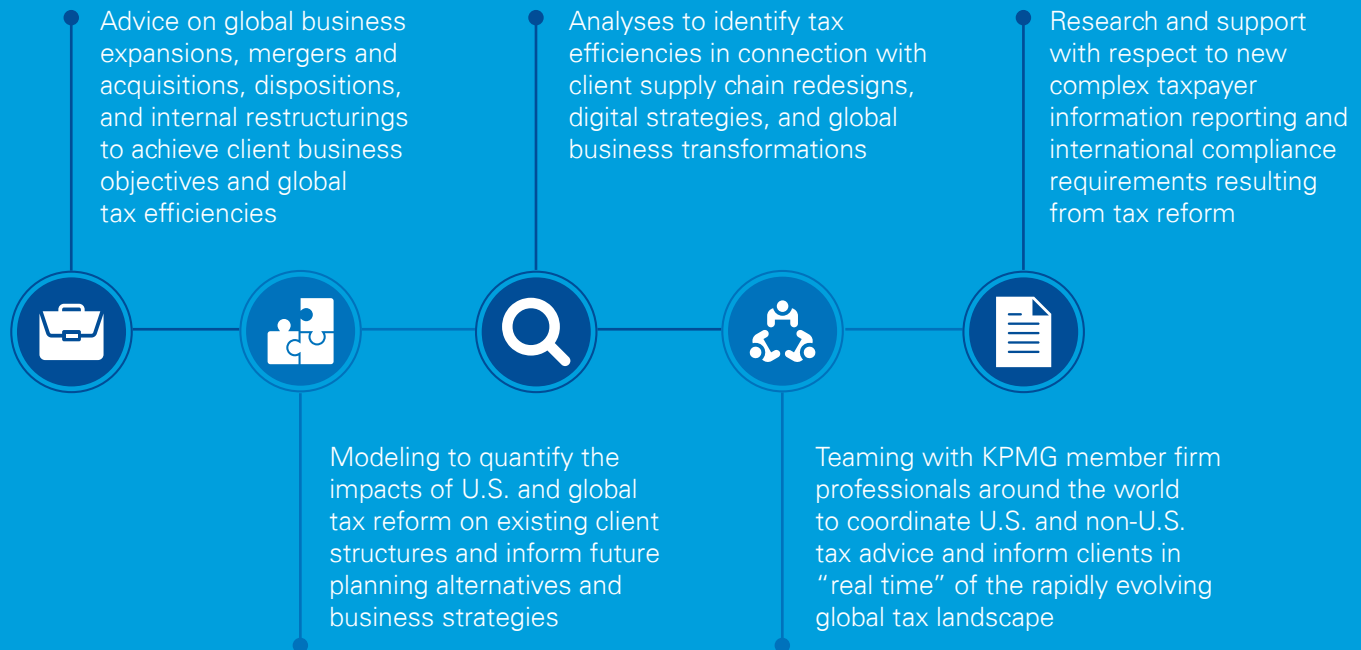 Advice on global business
expansions, mergers and
acquisitions, dispositions,
and internal restructurings
to achieve client business
objectives and global
tax efficiencies
Modeling to quantify the
impacts of U.S. and global
tax reform on existing client
structures and inform future
planning alternatives and
business strategies
Analyses to identify tax
efficiencies in connection with
client supply chain redesigns,
digital strategies, and global
business transformations
Teaming with KPMG member firm
professionals around the world
to coordinate U.S. and non-U.S.
tax advice and inform clients in
“real time” of the rapidly evolving
global tax landscape
Research and support
with respect to new
complex taxpayer
information reporting and
international compliance
requirements resulting
from tax reform